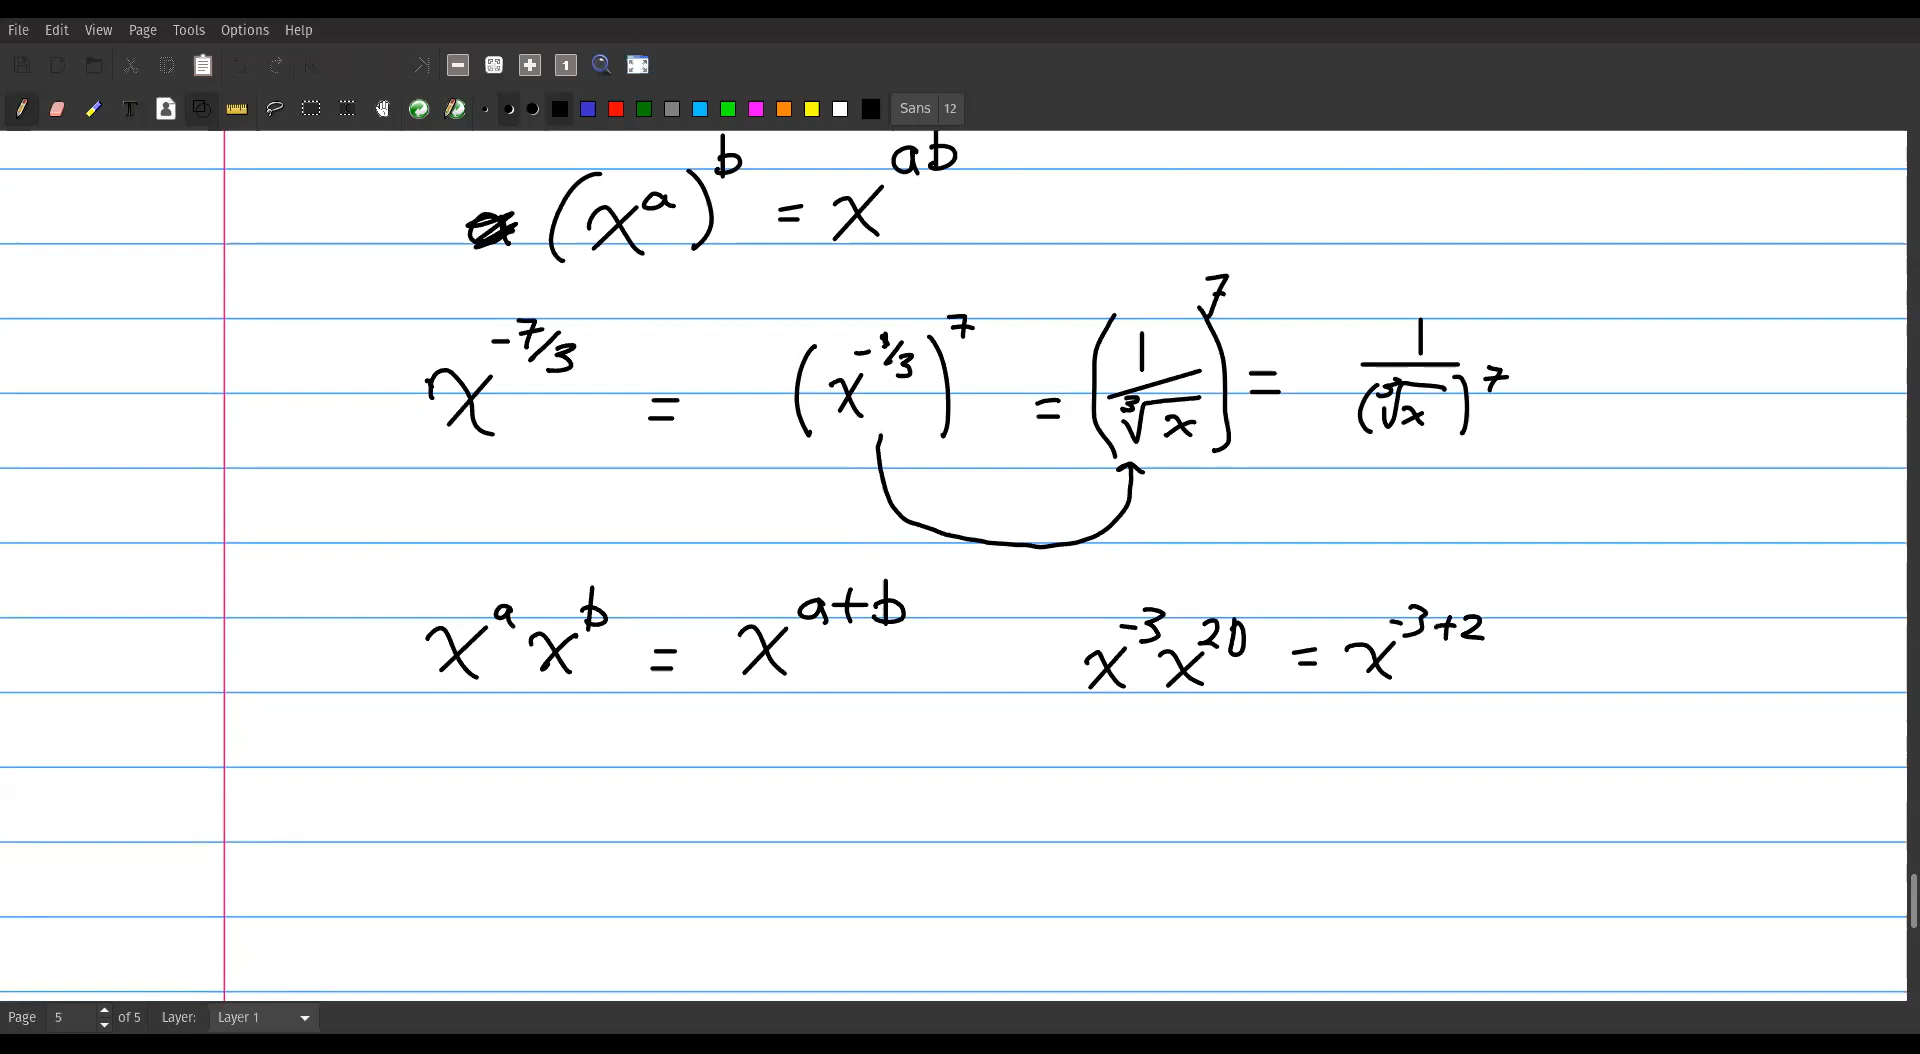 File Edit View Page Tools Options Help
1
T Sans 12
(x^a)^b = x^{ab}
x^{-7/3} = (x^{-1/3})^7 = (1/∛x)^7 = 1/(∛x)^7
x^a x^b = x^{a+b} x^{-3} x^{20} = x^{-3+2}
Page 5 of 5 Layer: Layer 1